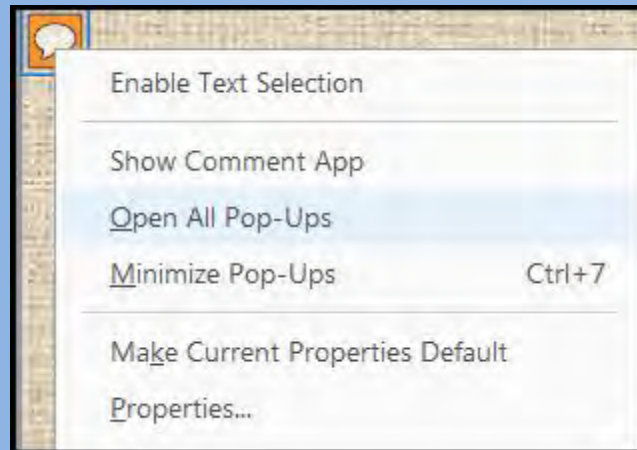 Enable Text Selection
Show Comment App
Open All Pop-Ups
Minimize Pop-Ups Ctrl+7
Make Current Properties Default
Properties...